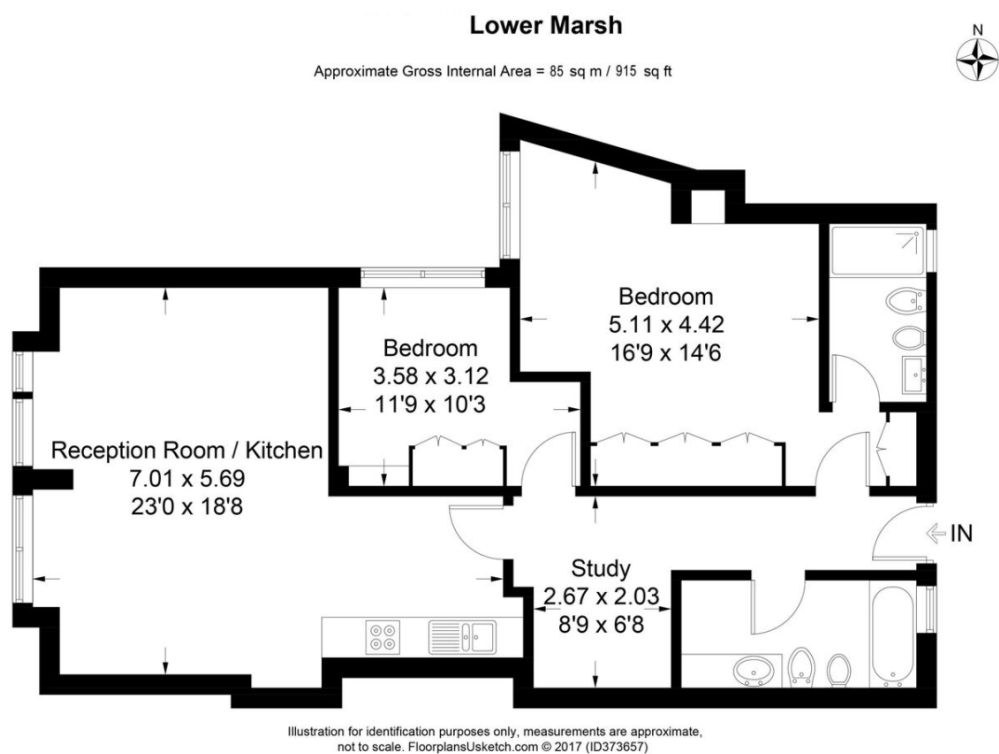 Lower Marsh
N
Approximate Gross Internal Area = 85 sq m / 915 sq ft
Bedroom
5.11 x 4.42
16'9 x 14'6
Bedroom
3.58 x 3.12
11'9 x 10'3
Reception Room / Kitchen
7.01 x 5.69
23'0 x 18'8
IN
Study
2.67 x 2.03
8'9 x 6'8
Illustration for identification purposes only, measurements are approximate,
not to scale. FloorplansUsketch.com © 2017 (ID373657)